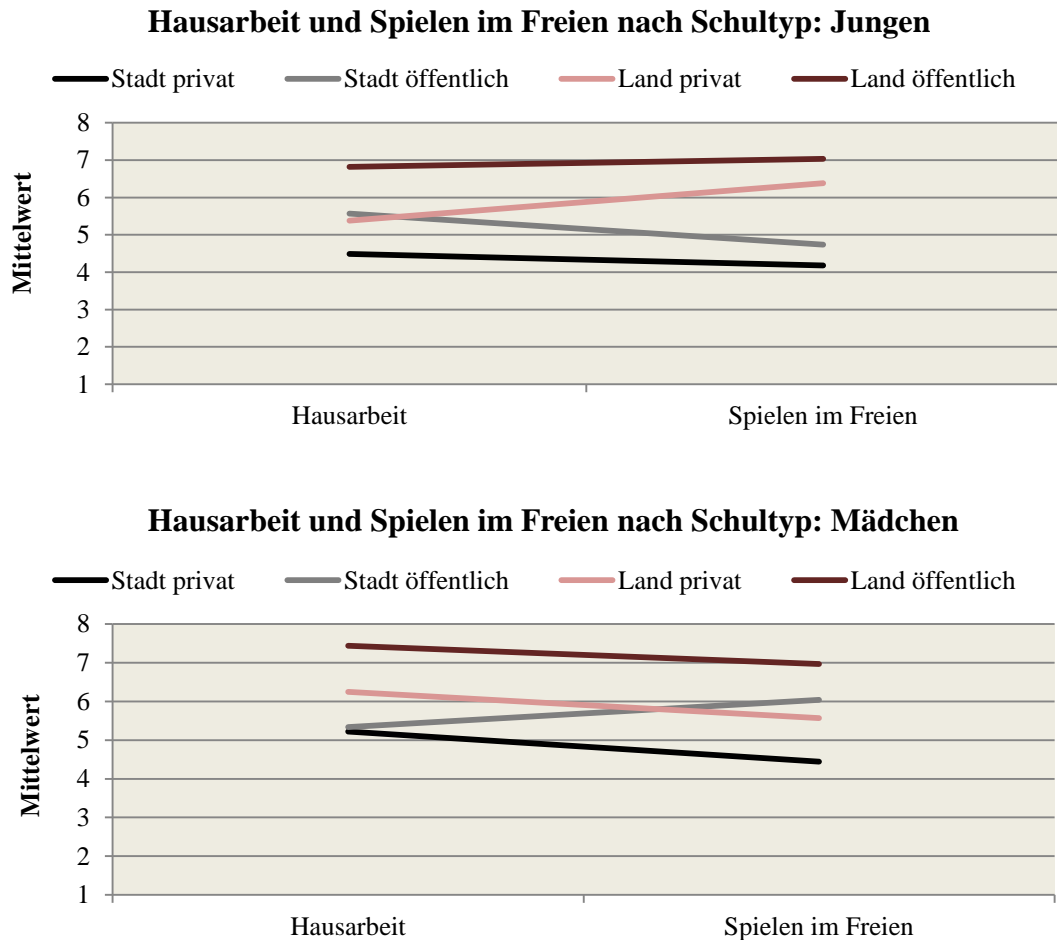 Hausarbeit und Spielen im Freien nach Schultyp: Jungen
Stadt privat Stadt öffentlich Land privat Land öffentlich
8
7
6
5
4
3
2
1
Mittelwert
Hausarbeit Spielen im Freien
Hausarbeit und Spielen im Freien nach Schultyp: Mädchen
Stadt privat Stadt öffentlich Land privat Land öffentlich
8
7
6
5
4
3
2
1
Mittelwert
Hausarbeit Spielen im Freien